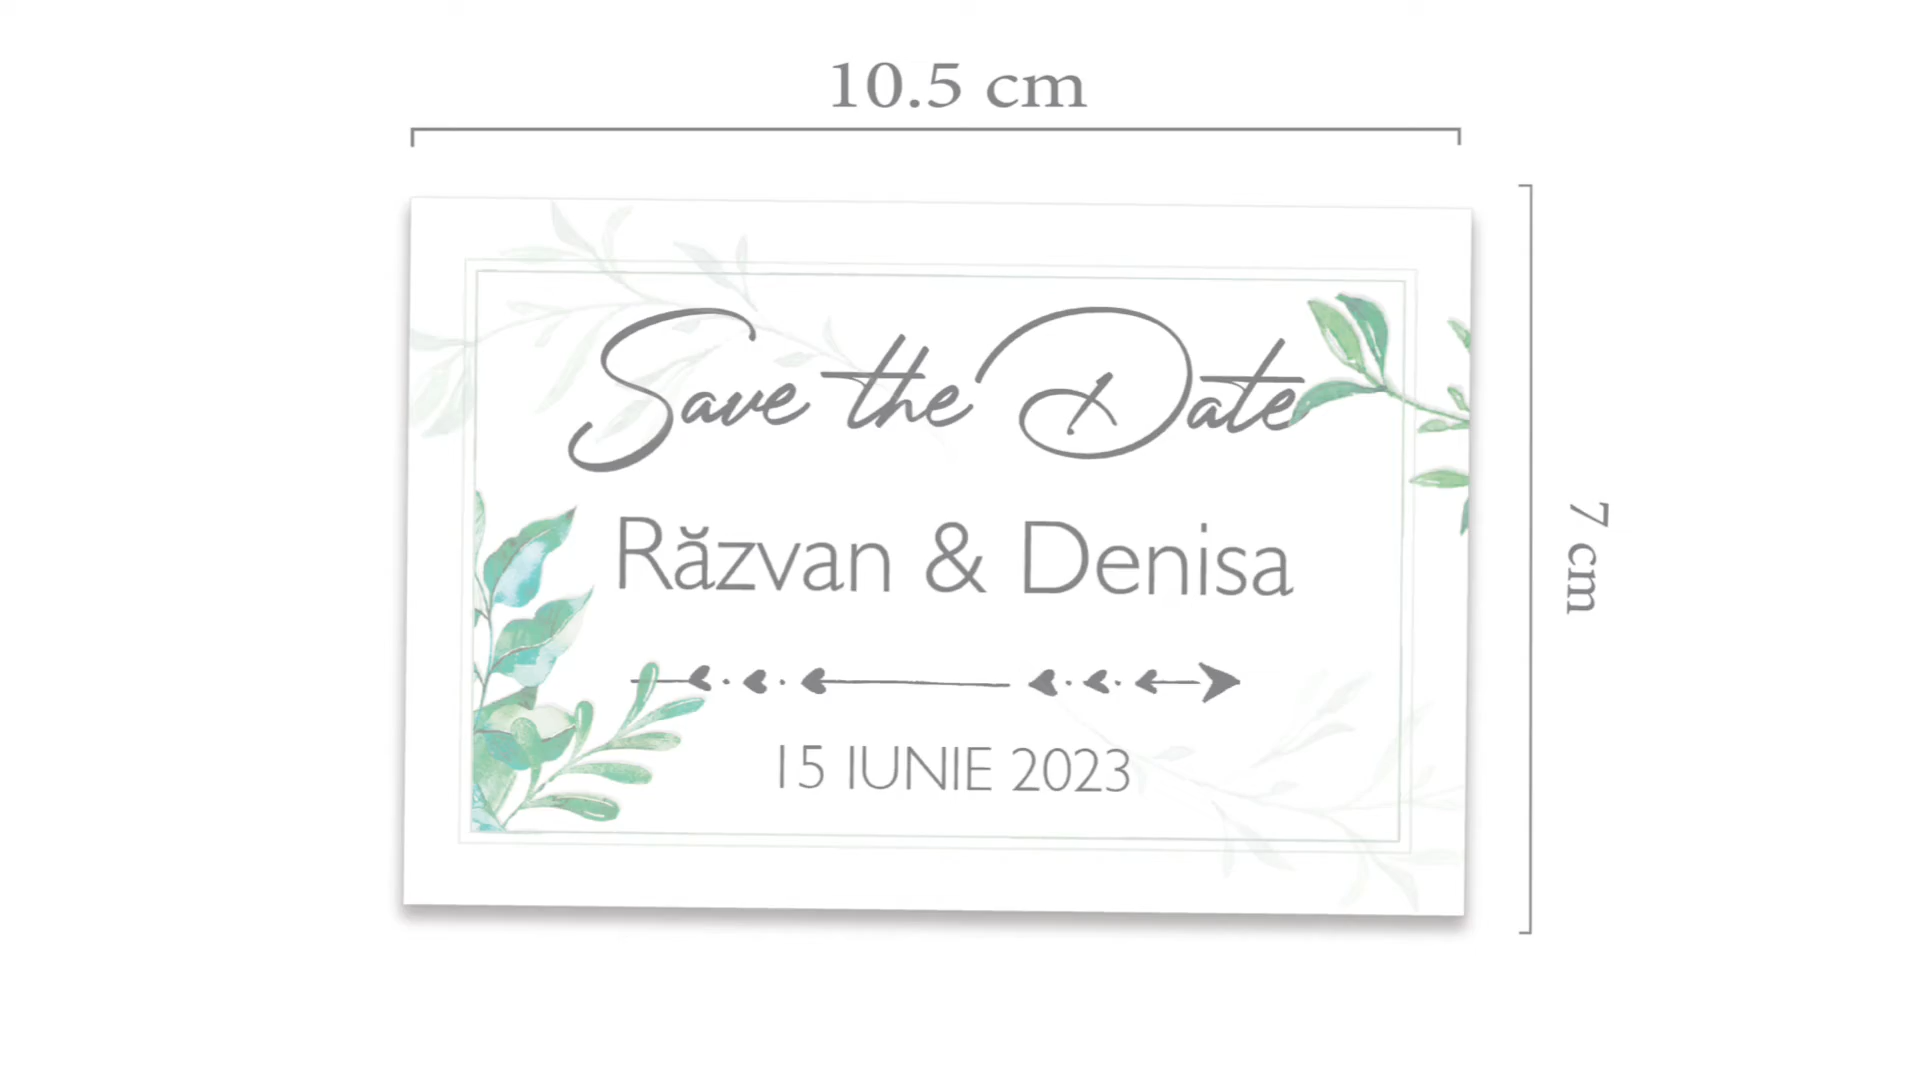 10.5 cm
Save the Date
Răzvan & Denisa
15 IUNIE 2023
7 cm